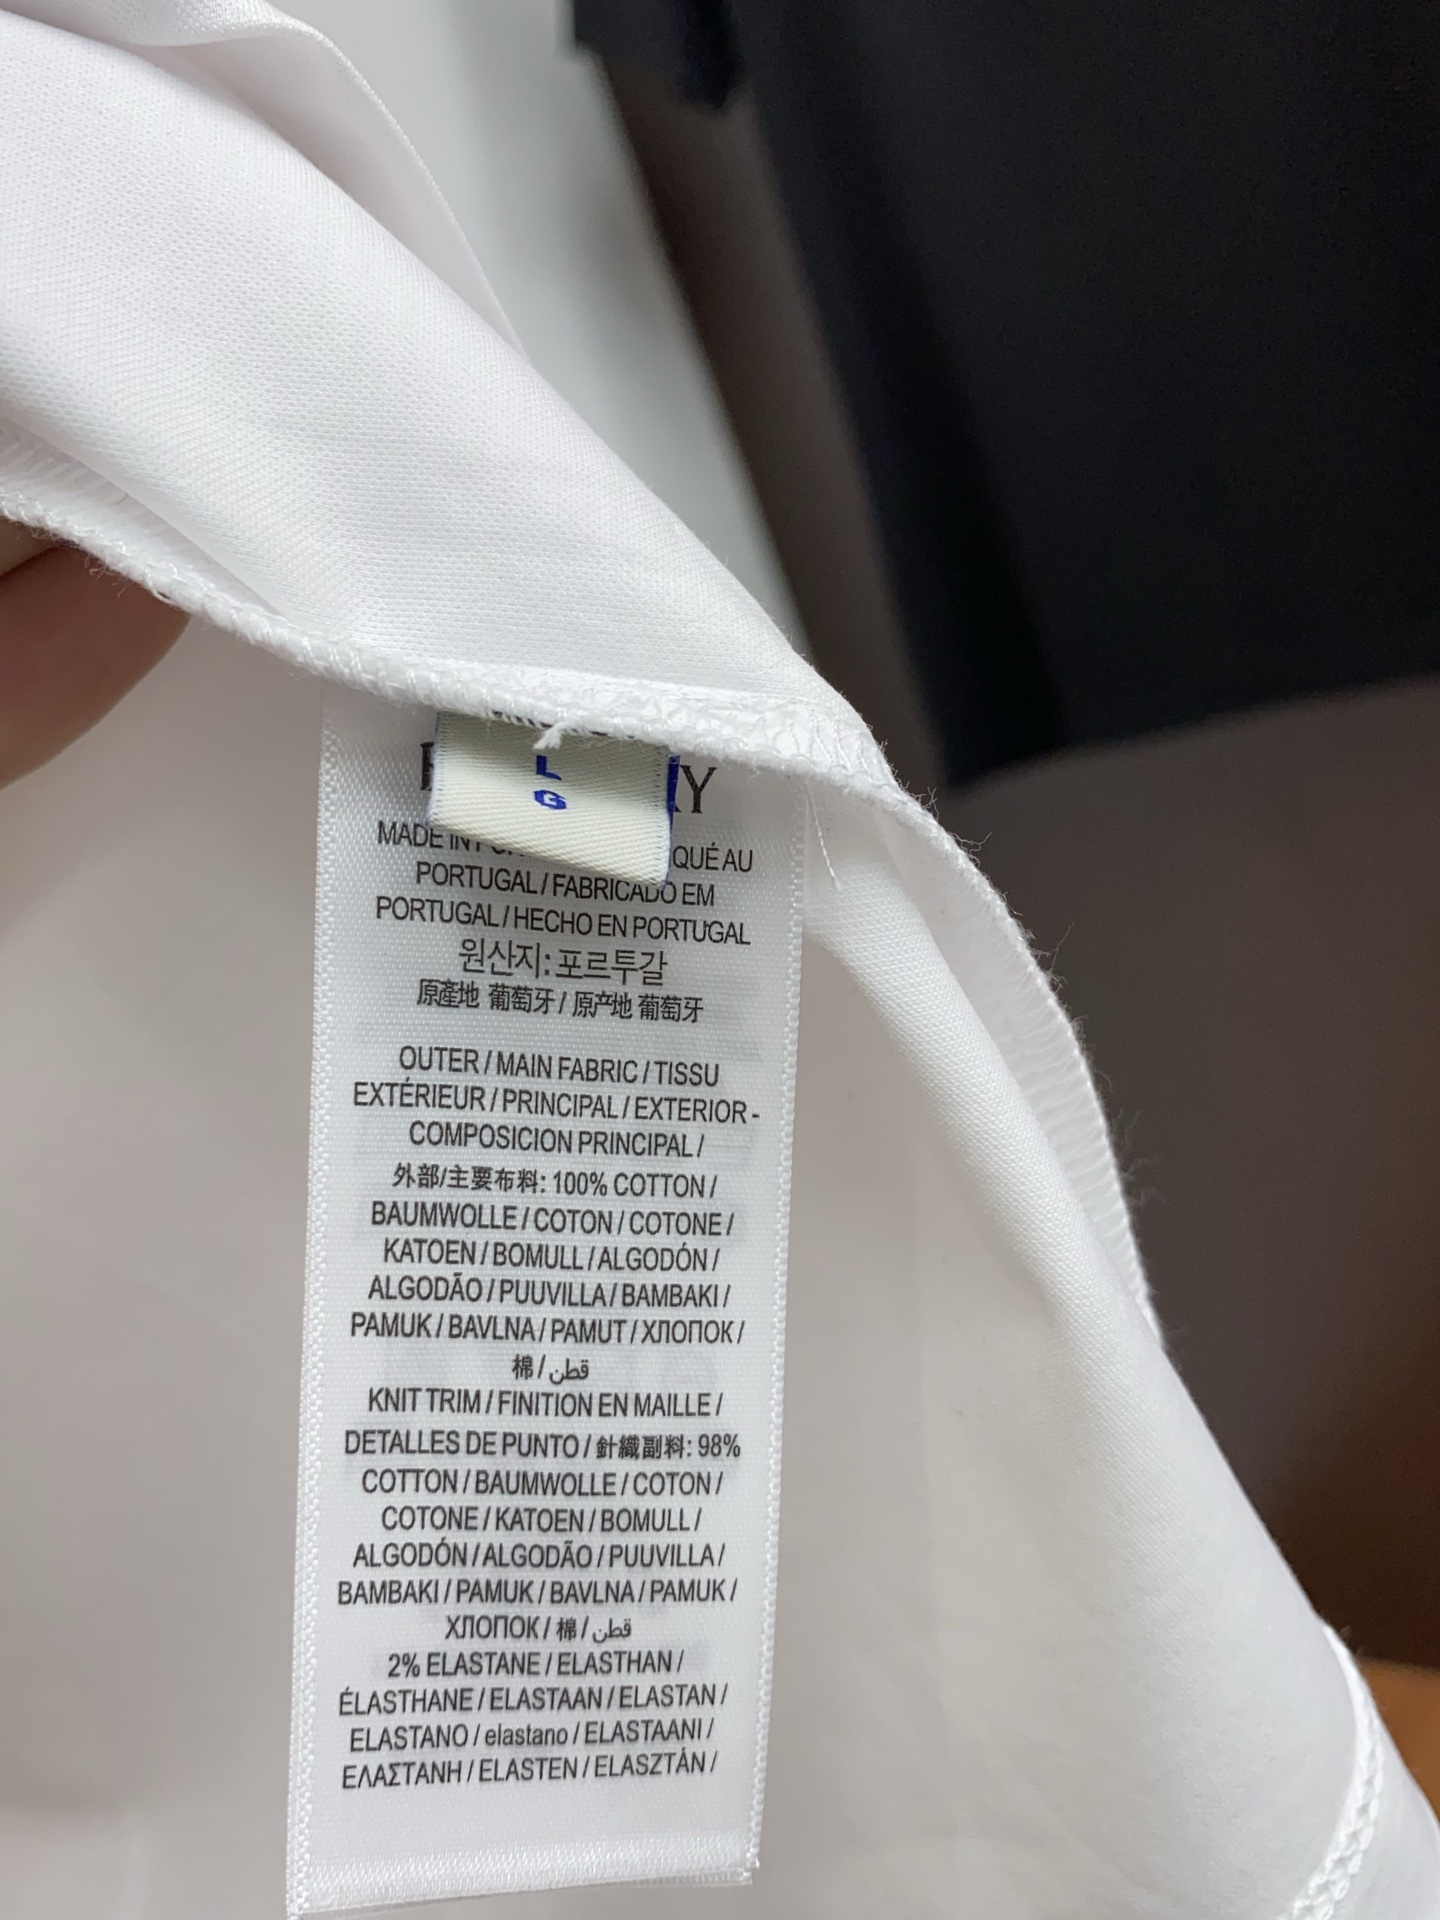 L
G
MADE IN QUÉ AU
PORTUGAL / FABRICADO EM
PORTUGAL / HECHO EN PORTUGAL
원산지: 포르투갈
原產地 葡萄牙 / 原产地 葡萄牙
OUTER / MAIN FABRIC / TISSU
EXTÉRIEUR / PRINCIPAL / EXTERIOR -
COMPOSICION PRINCIPAL /
外部/主要布料: 100% COTTON /
BAUMWOLLE / COTON / COTONE /
KATOEN / BOMULL / ALGODÓN /
ALGODÃO / PUUVILLA / BAMBAKI /
PAMUK / BAVLNA / PAMUT / ХЛОПОК /
棉 / قطن
KNIT TRIM / FINITION EN MAILLE /
DETALLES DE PUNTO / 針織副料: 98%
COTTON / BAUMWOLLE / COTON /
COTONE / KATOEN / BOMULL /
ALGODÓN / ALGODÃO / PUUVILLA /
BAMBAKI / PAMUK / BAVLNA / PAMUK /
ХЛОПОК / 棉 / قطن
2% ELASTANE / ELASTHAN /
ÉLASTHANE / ELASTAAN / ELASTAN /
ELASTANO / elastano / ELASTAANI /
ΕΛΑΣΤΑΝΗ / ELASTEN / ELASZTÁN /